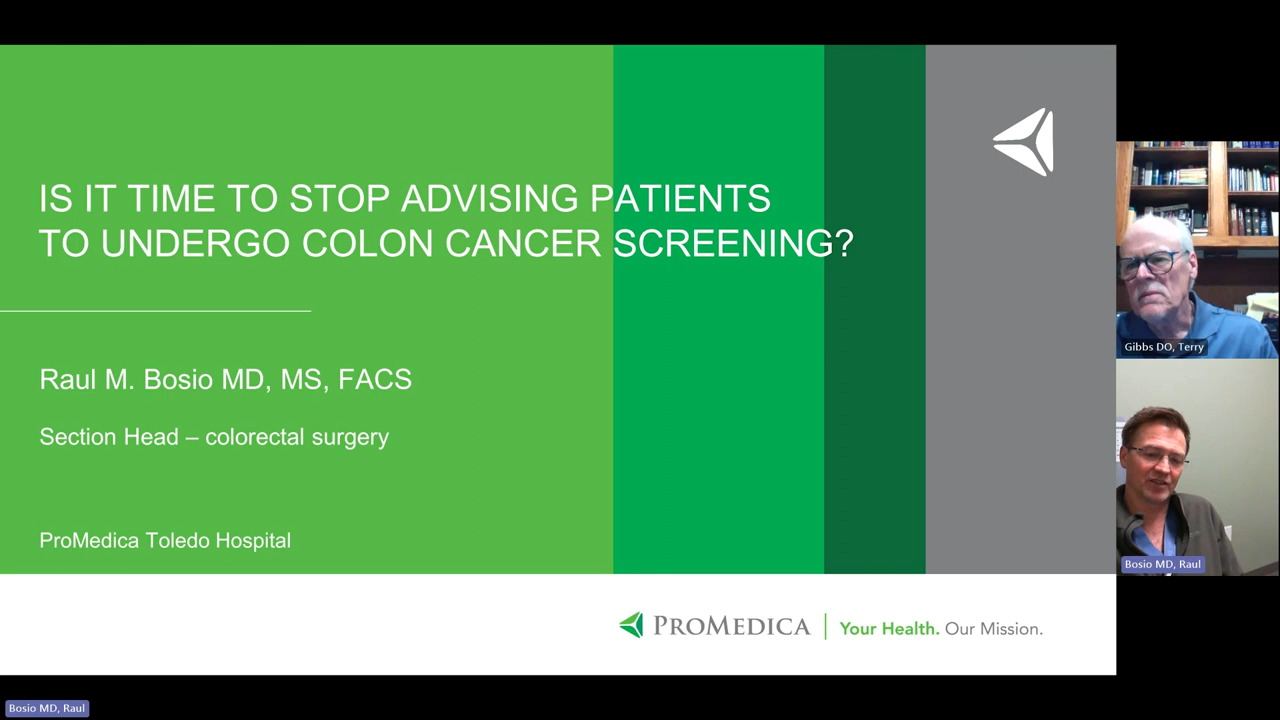 IS IT TIME TO STOP ADVISING PATIENTS
TO UNDERGO COLON CANCER SCREENING?
Raul M. Bosio MD, MS, FACS
Section Head – colorectal surgery
ProMedica Toledo Hospital
PROMEDICA
Your Health. Our Mission.
Gibbs DO, Terry
Bosio MD, Raul
Bosio MD, Raul